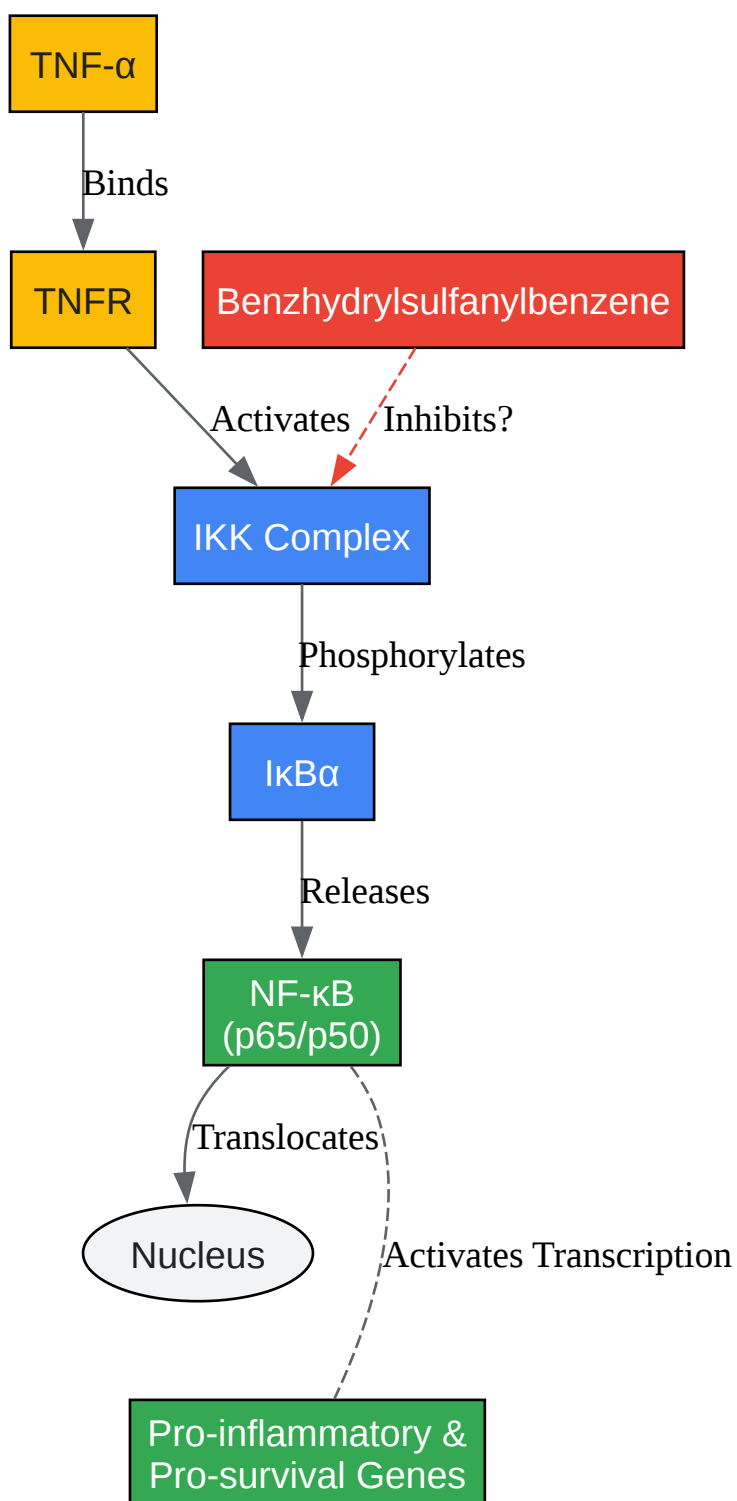 TNF-α
Binds
TNFR
Benzhydrylsulfanylbenzene
Activates
Inhibits?
IKK Complex
Phosphorylates
IκBα
Releases
NF-κB
(p65/p50)
Translocates
Nucleus
Activates Transcription
Pro-inflammatory &
Pro-survival Genes